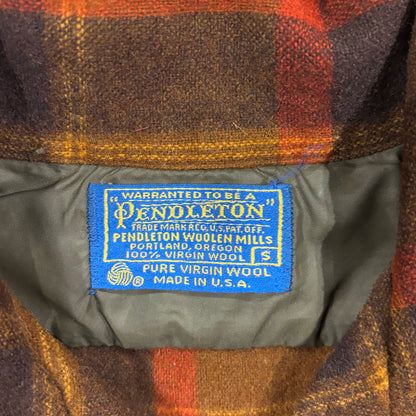 WARRANTED TO BE A
"PENDLETON"
TRADE MARK REG. U.S. PAT. OFF.
PENDLETON WOOLEN MILLS
PORTLAND, OREGON
100% VIRGIN WOOL S
PURE VIRGIN WOOL
® MADE IN U.S.A.